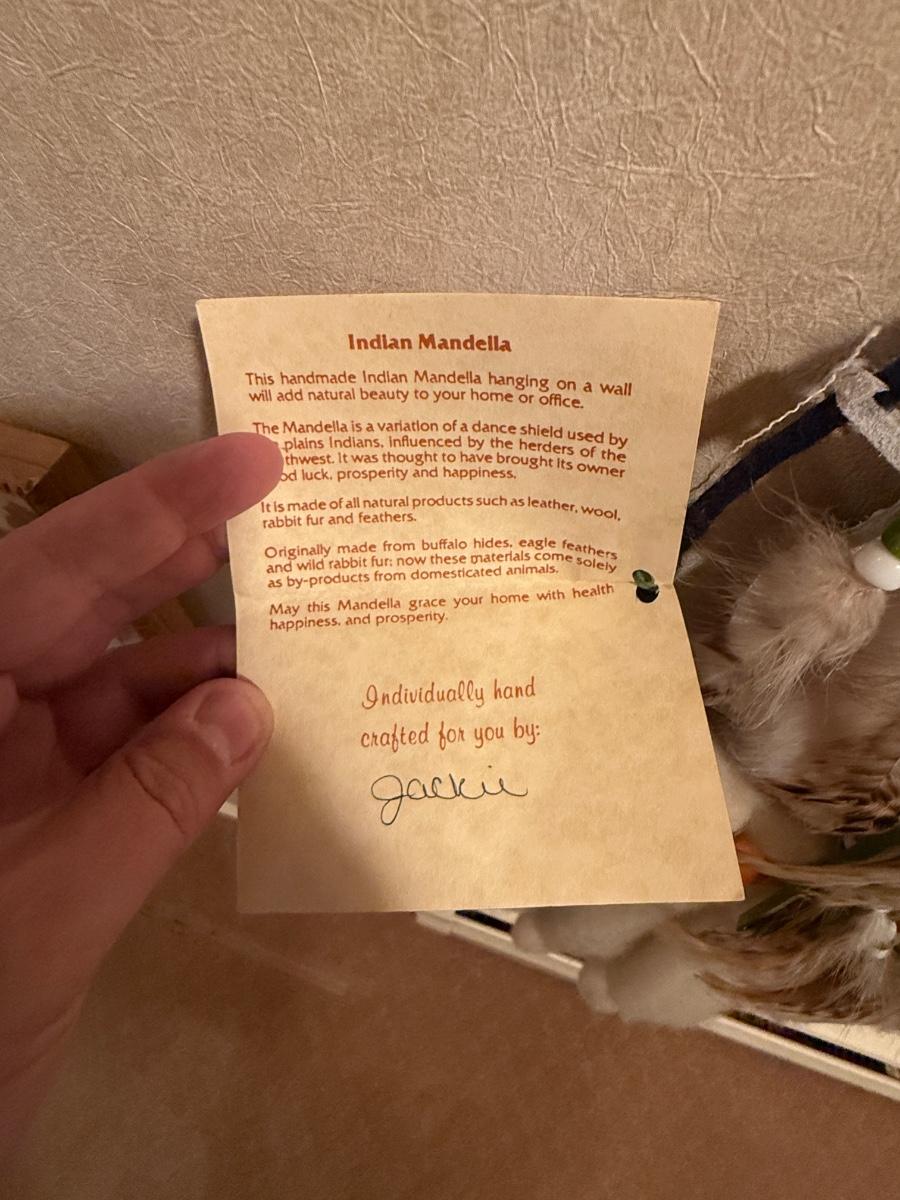 Indian Mandella
This handmade Indian Mandella hanging on a wall
will add natural beauty to your home or office.
The Mandella is a variation of a dance shield used by
plains Indians, influenced by the herders of the
thwest. It was thought to have brought its owner
od luck, prosperity and happiness.
It is made of all natural products such as leather, wool,
rabbit fur and feathers.
Originally made from buffalo hides, eagle feathers
and wild rabbit fur; now these materials come solely
as by-products from domesticated animals.
May this Mandella grace your home with health
happiness, and prosperity.
Individually hand
crafted for you by:
Jackie